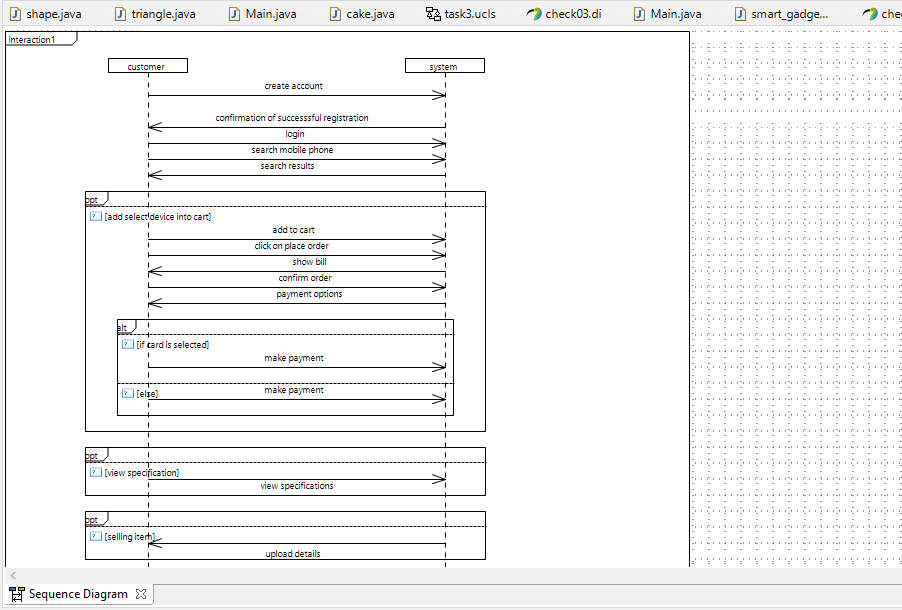 shape.java triangle.java Main.java cake.java task3.ucls check03.di Main.java smart_gadge... chec
Interaction1
customer system
create account
confirmation of successsful registration
login
search mobile phone
search results
opt
[add select device into cart]
add to cart
click on place order
show bill
confirm order
payment options
alt
[if card is selected]
make payment
make payment
[else]
opt
[view specification]
view specifications
opt
[selling item]
upload details
Sequence Diagram